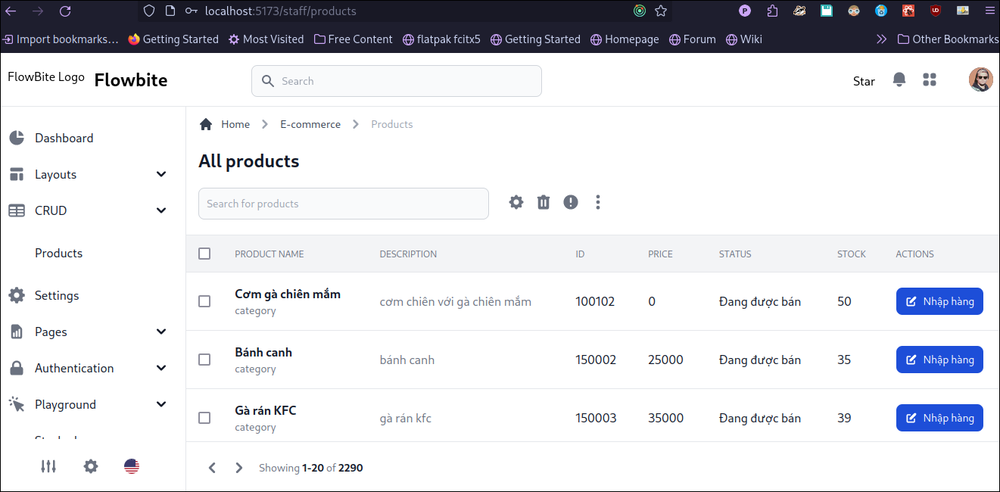 localhost:5173/staff/products
Import bookmarks... Getting Started Most Visited Free Content flatpak fcitx5 Getting Started Homepage Forum Wiki Other Bookmarks
FlowBite Logo Flowbite Search Star
Home E-commerce Products
Dashboard
All products
Layouts
Search for products
CRUD
PRODUCT NAME DESCRIPTION ID PRICE STATUS STOCK ACTIONS
Products
Cơm gà chiên mắm
category
cơm chiên với gà chiên mắm 100102 0 Đang được bán 50 Nhập hàng
Settings
Pages
Bánh canh
category
bánh canh 150002 25000 Đang được bán 35 Nhập hàng
Authentication
Playground
Gà rán KFC
category
gà rán kfc 150003 35000 Đang được bán 39 Nhập hàng
Showing 1-20 of 2290